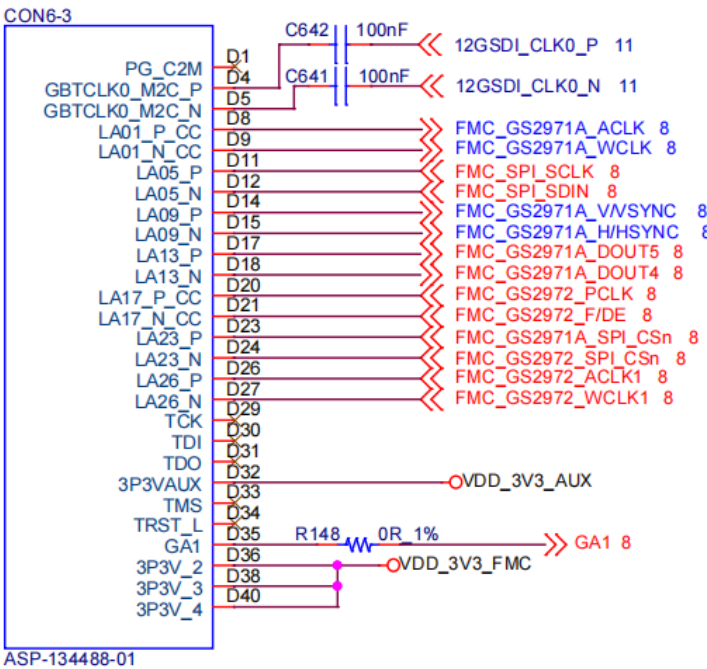 CON6-3
C642 100nF
D1
PG_C2M
12GSDI_CLK0_P 11
D4
GBTCLK0_M2C_P
C641 100nF
12GSDI_CLK0_N 11
D5
GBTCLK0_M2C_N
D8
LA01_P_CC FMC_GS2971A_ACLK 8
D9
LA01_N_CC FMC_GS2971A_WCLK 8
D11
LA05_P FMC_SPI_SCLK 8
D12
LA05_N FMC_SPI_SDIN 8
D14
LA09_P FMC_GS2971A_V/VSYNC 8
D15
LA09_N FMC_GS2971A_H/HSYNC 8
D17
LA13_P FMC_GS2971A_DOUT5 8
D18
LA13_N FMC_GS2971A_DOUT4 8
D20
LA17_P_CC FMC_GS2972_PCLK 8
D21
LA17_N_CC FMC_GS2972_F/DE 8
D23
LA23_P FMC_GS2971A_SPI_CSn 8
D24
LA23_N FMC_GS2972_SPI_CSn 8
D26
LA26_P FMC_GS2972_ACLK1 8
D27
LA26_N FMC_GS2972_WCLK1 8
D29
TCK
D30
TDI
D31
TDO
D32
3P3VAUX VDD_3V3_AUX
D33
TMS
D34
TRST_L
D35 R148 0R_1%
GA1 GA1 8
D36
3P3V_2 VDD_3V3_FMC
D38
3P3V_3
D40
3P3V_4
ASP-134488-01